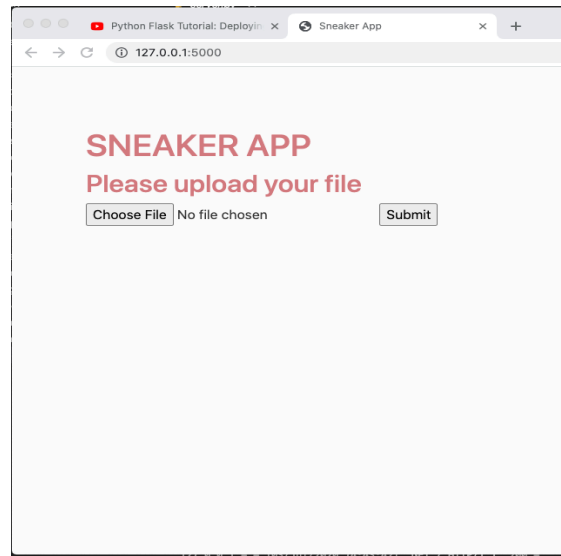 Python Flask Tutorial: Deployin
Sneaker App
127.0.0.1:5000
SNEAKER APP
Please upload your file
Choose File No file chosen Submit